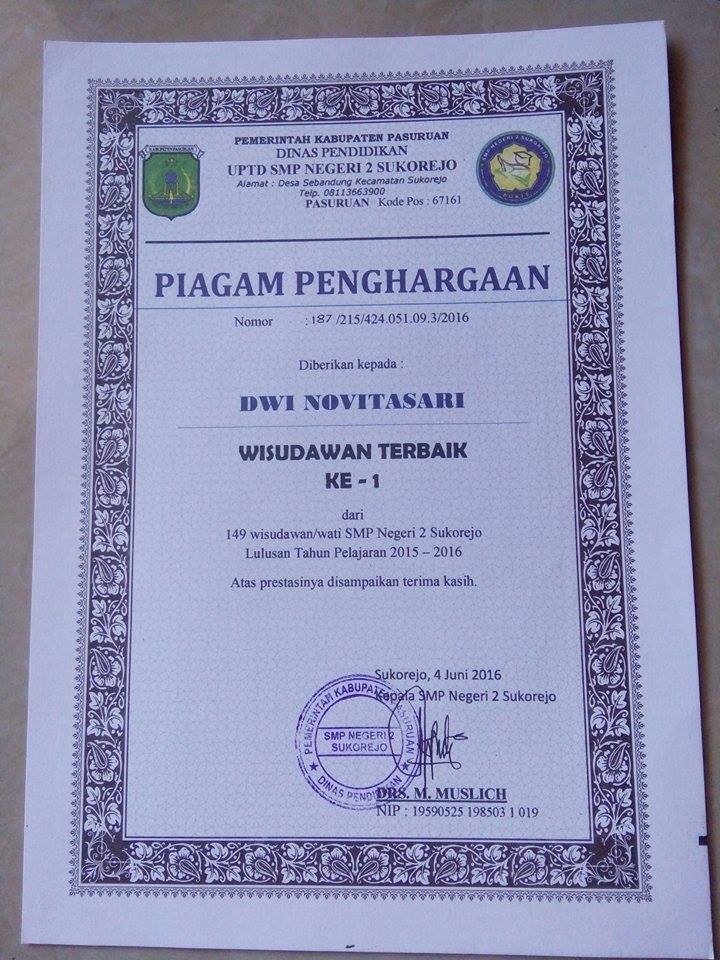 PEMERINTAH KABUPATEN PASURUAN
DINAS PENDIDIKAN
UPTD SMP NEGERI 2 SUKOREJO
Alamat : Desa Sebandung Kecamatan Sukorejo
Telp. 08113663900
PASURUAN Kode Pos : 67161
KABUPATEN PASURUAN
SMP NEGERI 2 SUKOREJO
PIAGAM PENGHARGAAN
Nomor : 187 /215/424.051.09.3/2016
Diberikan kepada :
DWI NOVITASARI
WISUDAWAN TERBAIK
KE - 1
dari
149 wisudawan/wati SMP Negeri 2 Sukorejo
Lulusan Tahun Pelajaran 2015 – 2016
Atas prestasinya disampaikan terima kasih.
Sukorejo, 4 Juni 2016
Kepala SMP Negeri 2 Sukorejo
PEMERINTAH KABUPATEN PASURUAN
SMP NEGERI 2
SUKOREJO
DINAS PENDIDIKAN
DRS. M. MUSLICH
NIP : 19590525 198503 1 019